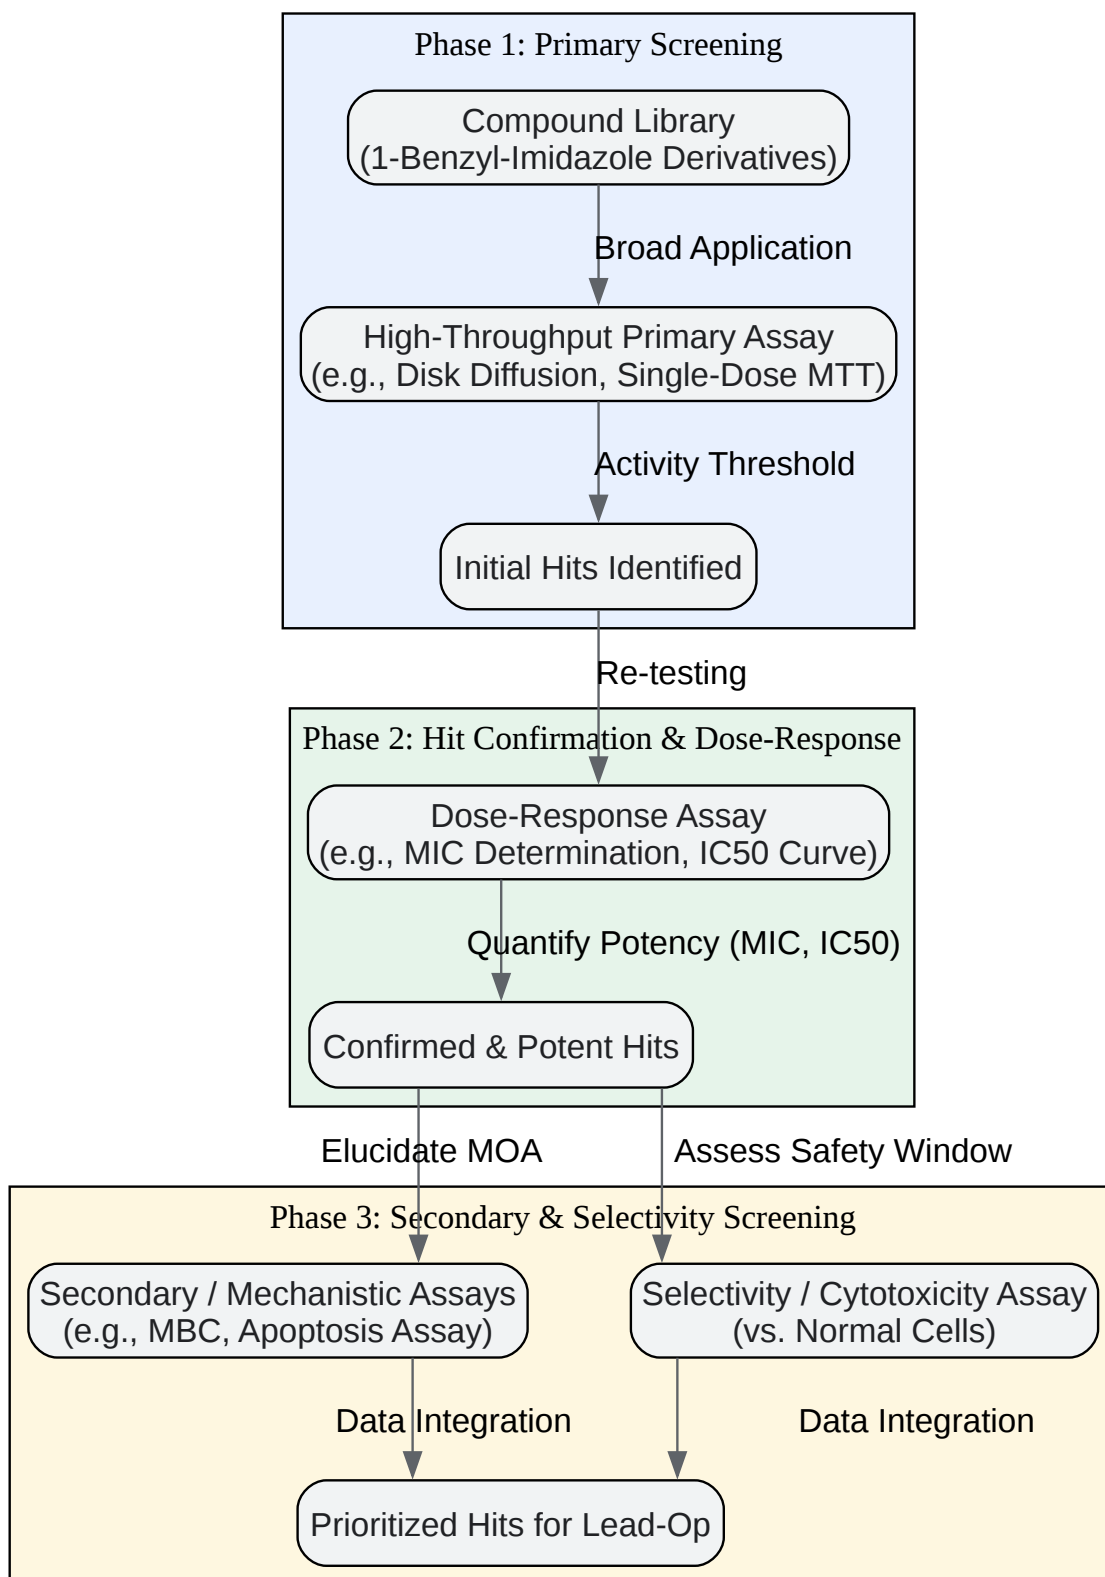 Phase 1: Primary Screening
Compound Library
(1-Benzyl-Imidazole Derivatives)
Broad Application
High-Throughput Primary Assay
(e.g., Disk Diffusion, Single-Dose MTT)
Activity Threshold
Initial Hits Identified
Re-testing
Phase 2: Hit Confirmation & Dose-Response
Dose-Response Assay
(e.g., MIC Determination, IC50 Curve)
Quantify Potency (MIC, IC50)
Confirmed & Potent Hits
Elucidate MOA
Assess Safety Window
Phase 3: Secondary & Selectivity Screening
Secondary / Mechanistic Assays
(e.g., MBC, Apoptosis Assay)
Selectivity / Cytotoxicity Assay
(vs. Normal Cells)
Data Integration
Data Integration
Prioritized Hits for Lead-Op